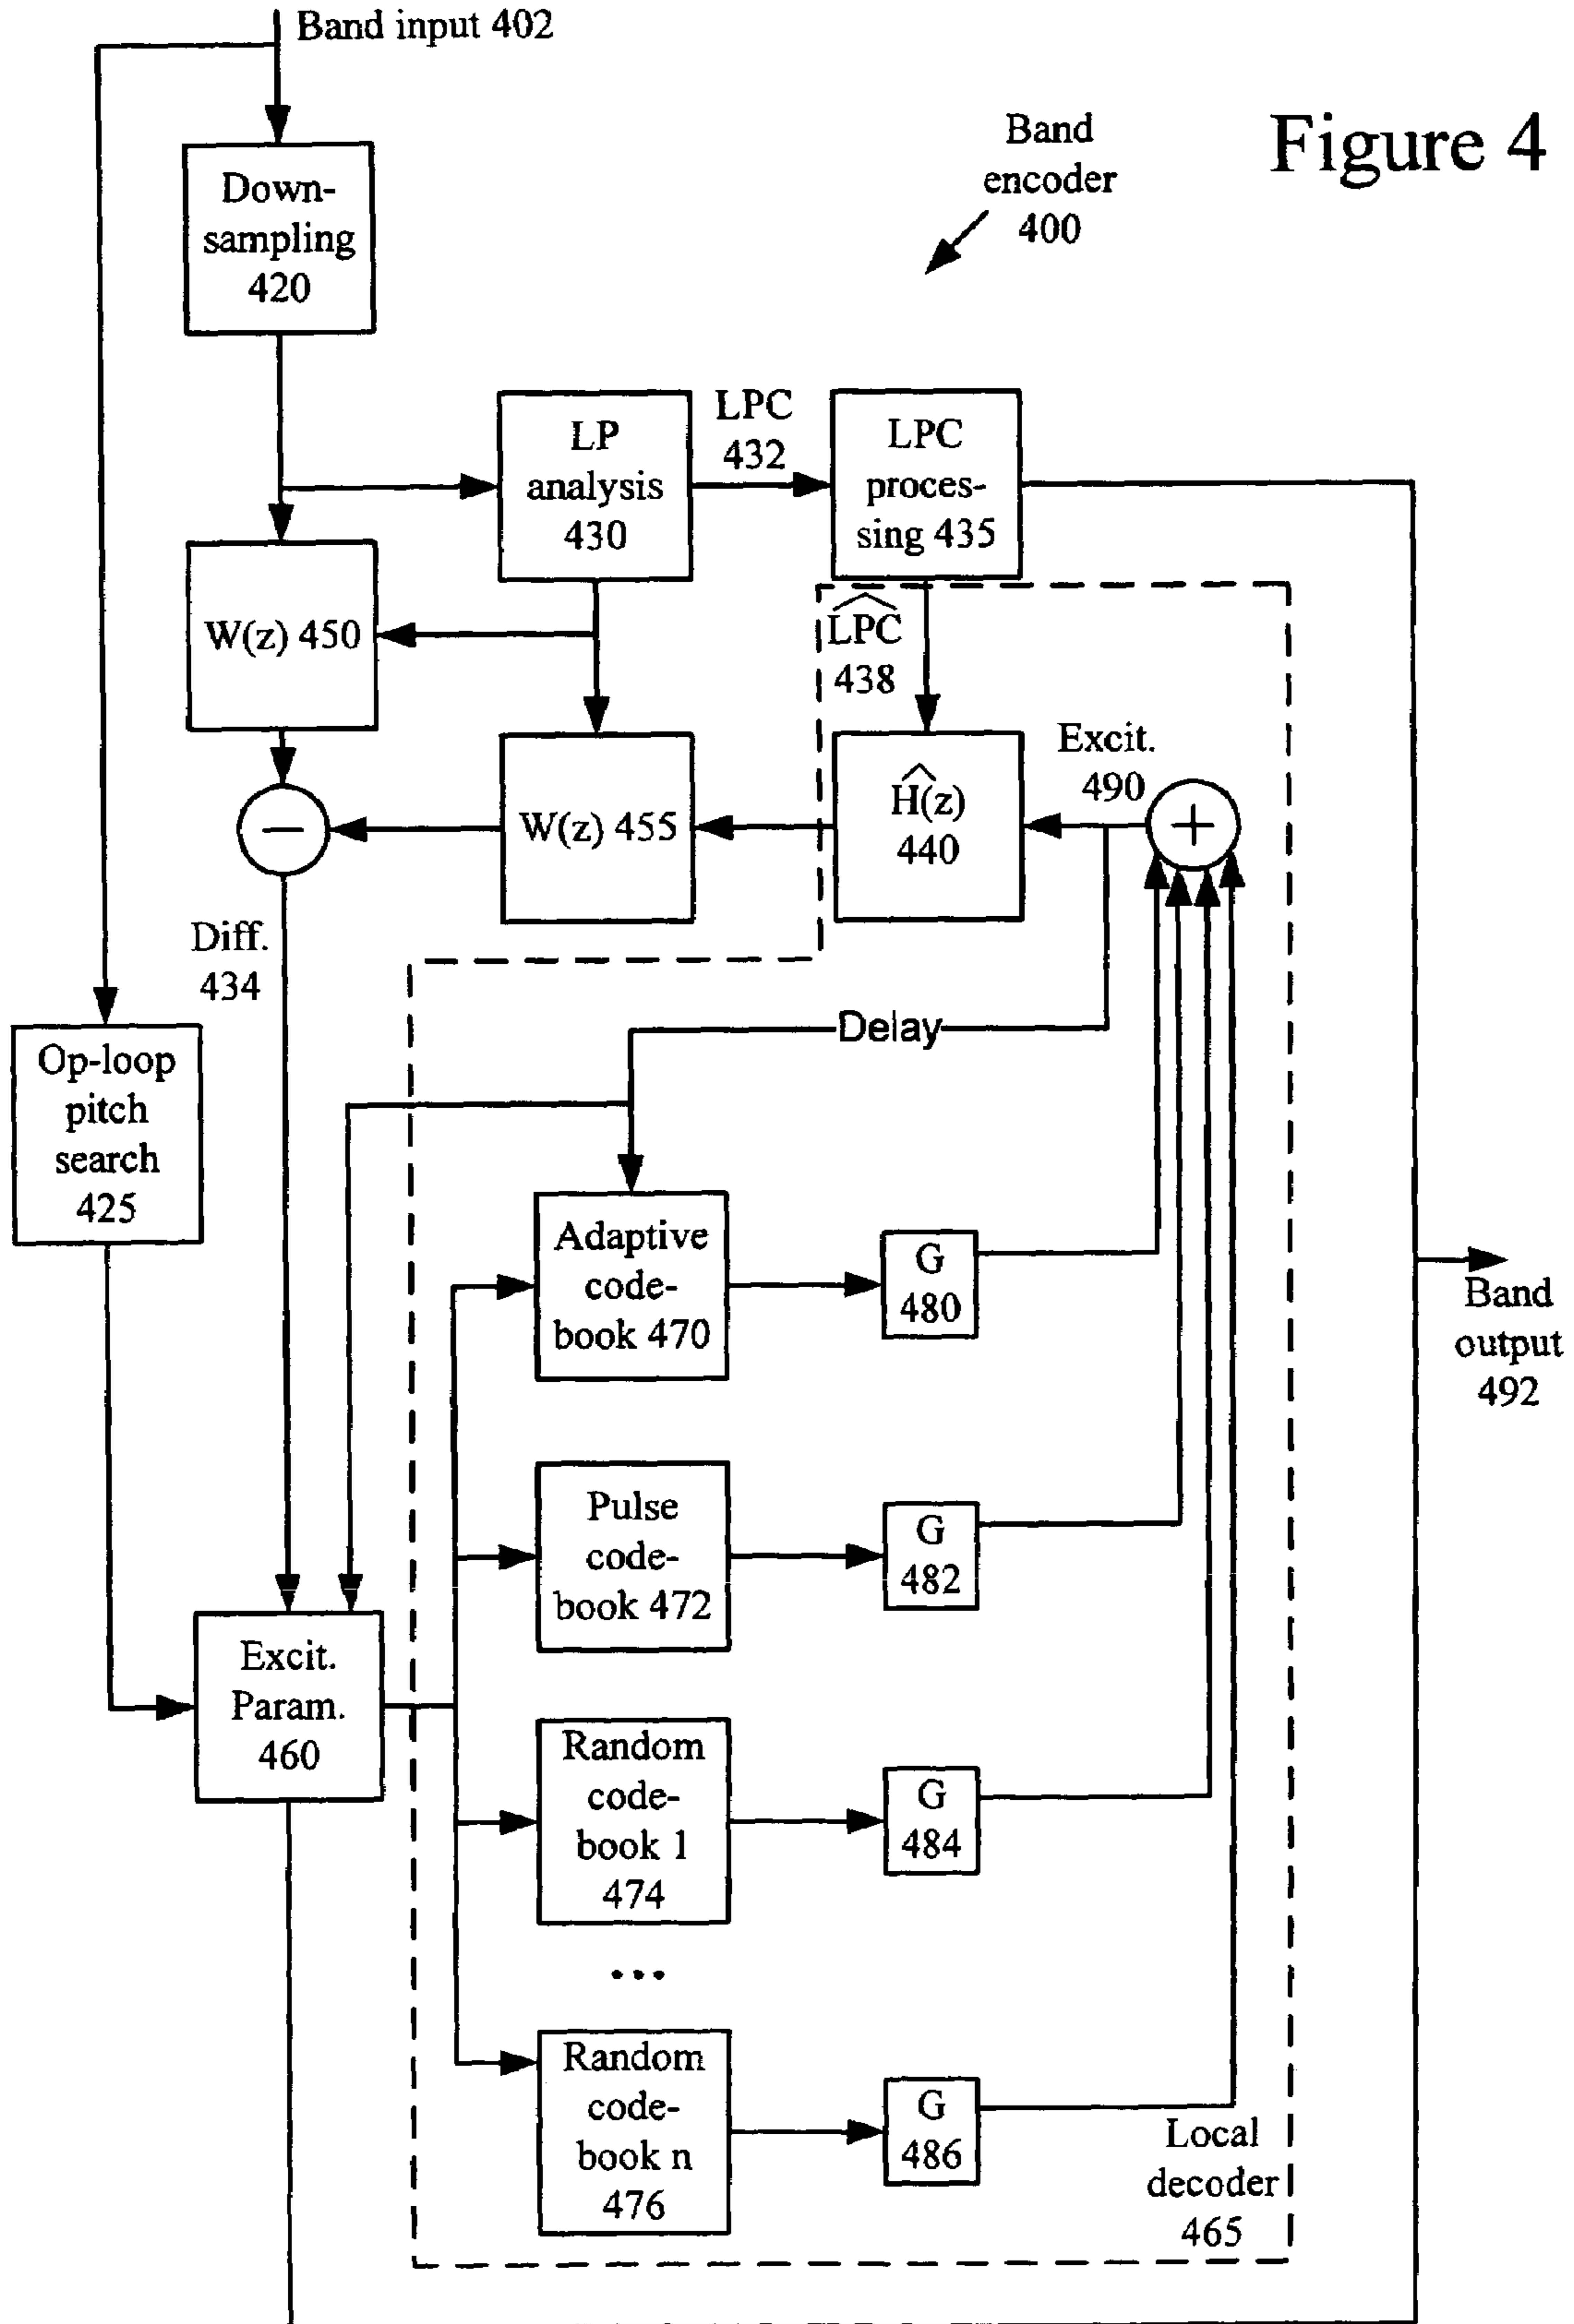 Band input 402
Figure 4
Band
encoder
400
Down-
sampling
420
LP
analysis
430
LPC
432
LPC
proces-
sing 435
W(z) 450
LPC
438
W(z) 455
Ĥ(z)
440
Excit.
490
+
−
Diff.
434
Delay
Op-loop
pitch
search
425
Adaptive
code-
book 470
G
480
Band
output
492
Pulse
code-
book 472
G
482
Excit.
Param.
460
Random
code-
book 1
474
G
484
...
Random
code-
book n
476
G
486
Local
decoder
465